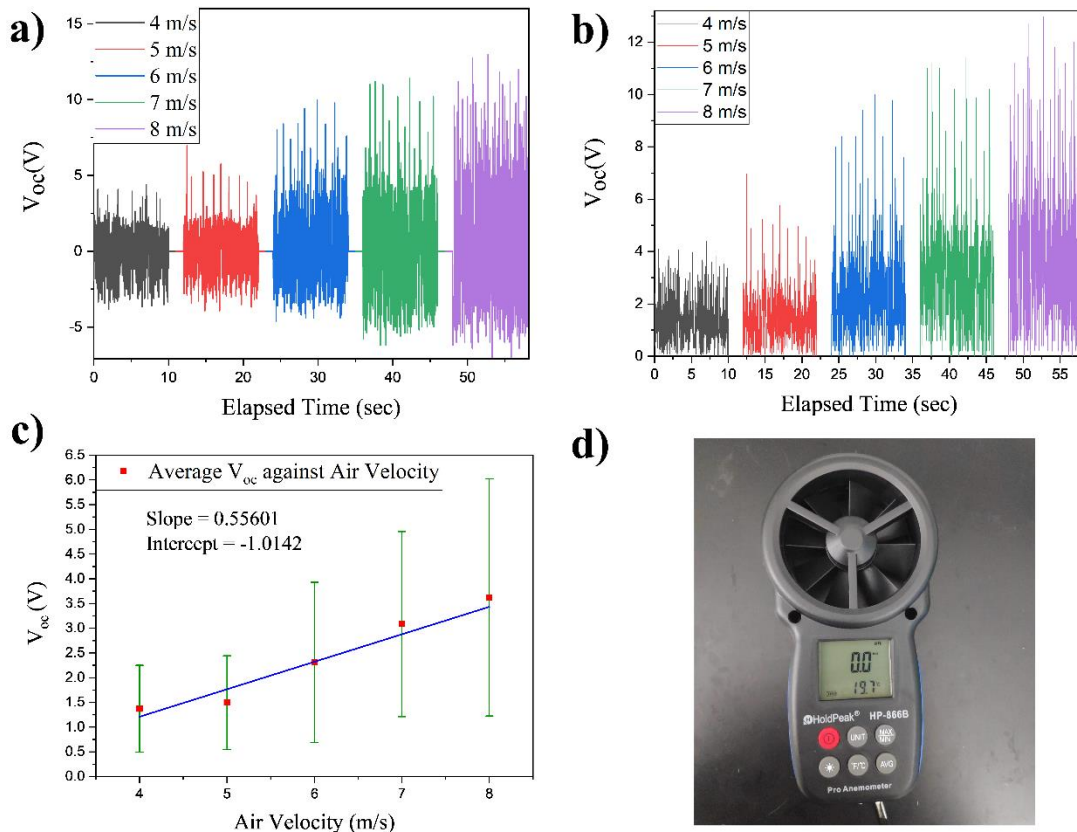 a)
15
10
5
0
-5
V_OC(V)
4 m/s
5 m/s
6 m/s
7 m/s
8 m/s
0 10 20 30 40 50
Elapsed Time (sec)
b)
12
10
8
6
4
2
0
V_OC(V)
4 m/s
5 m/s
6 m/s
7 m/s
8 m/s
0 5 10 15 20 25 30 35 40 45 50 55
Elapsed Time (sec)
c)
6.5
6.0
5.5
5.0
4.5
4.0
3.5
3.0
2.5
2.0
1.5
1.0
0.5
0.0
V_oc(V)
Average V_oc against Air Velocity
Slope = 0.55601
Intercept = -1.0142
4 5 6 7 8
Air Velocity (m/s)
d)
0.0
19.7
HoldPeak® HP-866B
UNIT MAX MIN
°F/°C AVG
Pro Anemometer